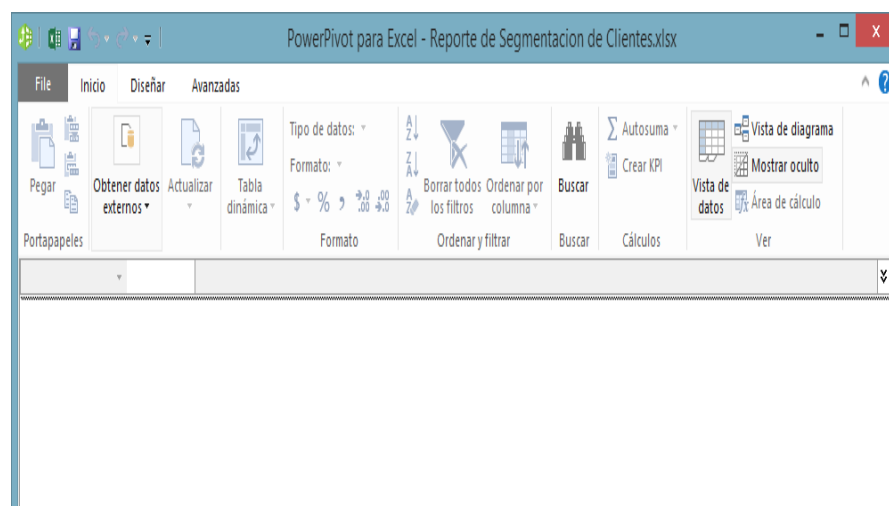 PowerPivot para Excel - Reporte de Segmentacion de Clientes.xlsx
File Inicio Diseñar Avanzadas
Pegar
Portapapeles
Obtener datos
externos
Actualizar
Tabla
dinámica
Tipo de datos:
Formato:
$ % , .00 .00
Formato
Borrar todos
los filtros
Ordenar por
columna
Ordenar y filtrar
Buscar
Buscar
Autosuma
Crear KPI
Cálculos
Vista de
datos
Vista de diagrama
Mostrar oculto
Área de cálculo
Ver